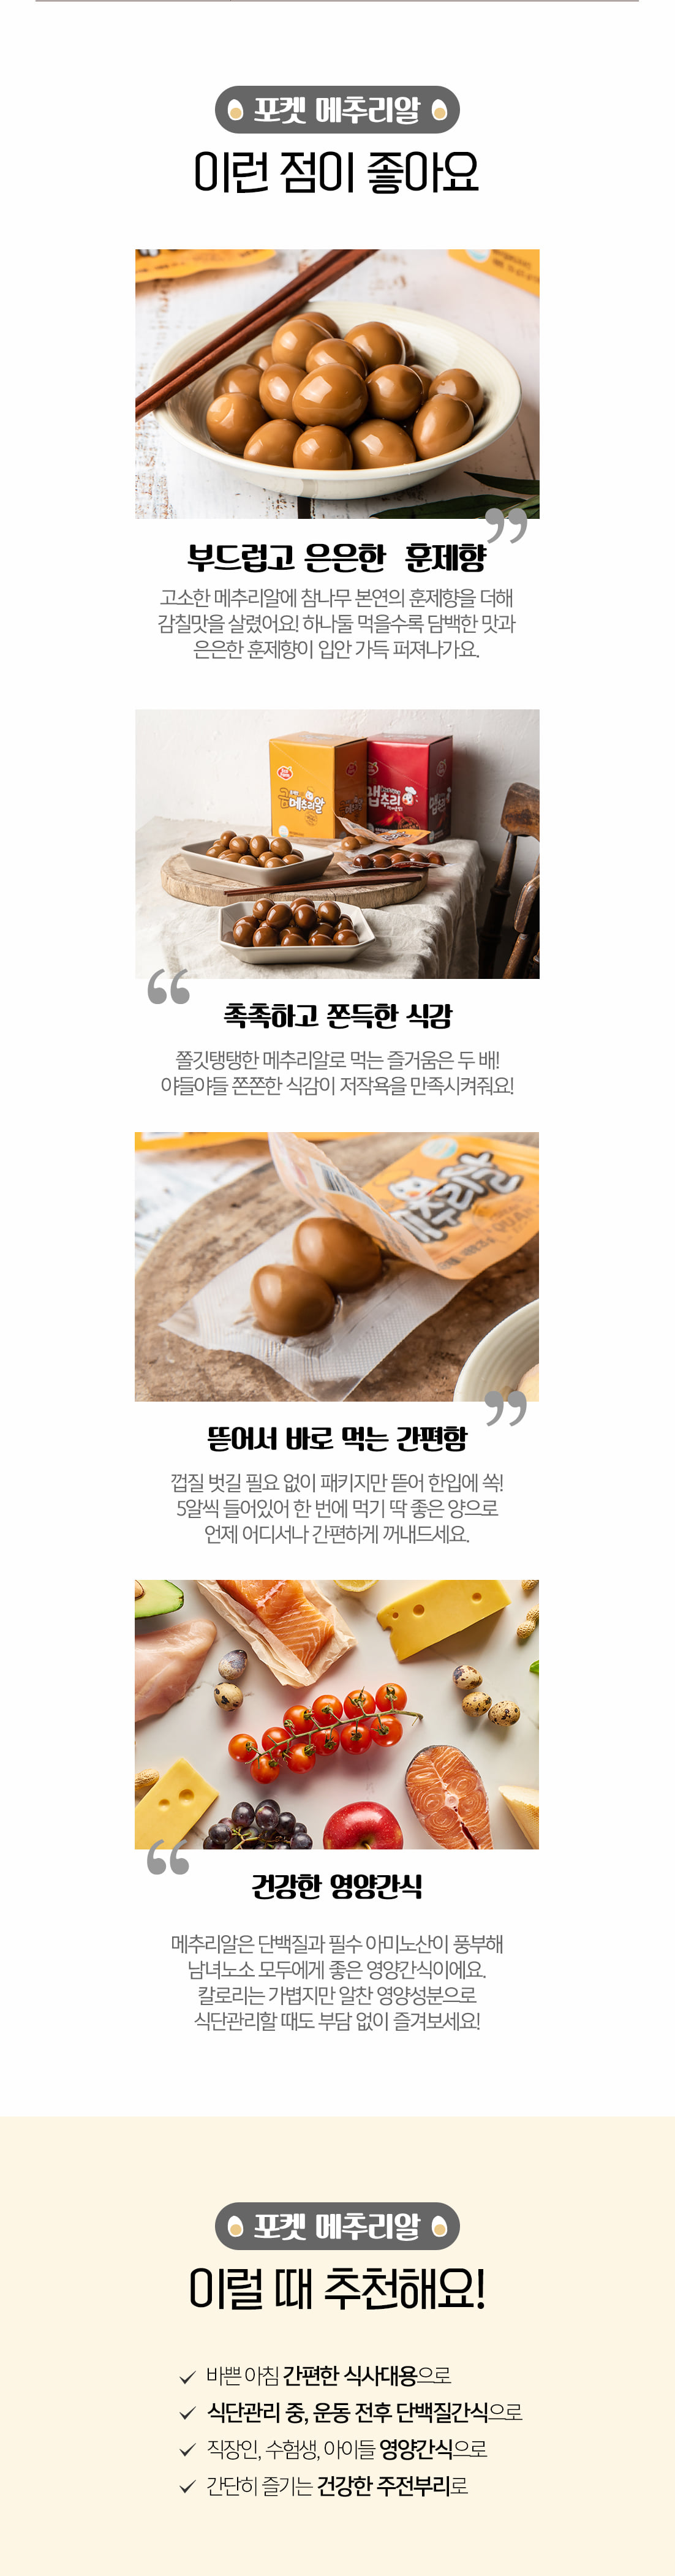 포켓 메추리알
이런 점이 좋아요
부드럽고 은은한 훈제향
고소한 메추리알에 참나무 본연의 훈제향을 더해
감칠맛을 살렸어요! 하나둘 먹을수록 담백한 맛과
은은한 훈제향이 입안 가득 퍼져나가요.
메추리알
맵추리
촉촉하고 쫀득한 식감
쫄깃탱탱한 메추리알로 먹는 즐거움은 두 배!
야들야들 쫀쫀한 식감이 저작욕을 만족시켜줘요!
추리알
뜯어서 바로 먹는 간편함
껍질 벗길 필요 없이 패키지만 뜯어 한입에 쏙!
5알씩 들어있어 한 번에 먹기 딱 좋은 양으로
언제 어디서나 간편하게 꺼내드세요.
건강한 영양간식
메추리알은 단백질과 필수 아미노산이 풍부해
남녀노소 모두에게 좋은 영양간식이에요.
칼로리는 가볍지만 알찬 영양성분으로
식단관리할 때도 부담 없이 즐겨보세요!
포켓 메추리알
이럴 때 추천해요!
바쁜 아침 간편한 식사대용으로
식단관리 중, 운동 전후 단백질간식으로
직장인, 수험생, 아이들 영양간식으로
간단히 즐기는 건강한 주전부리로